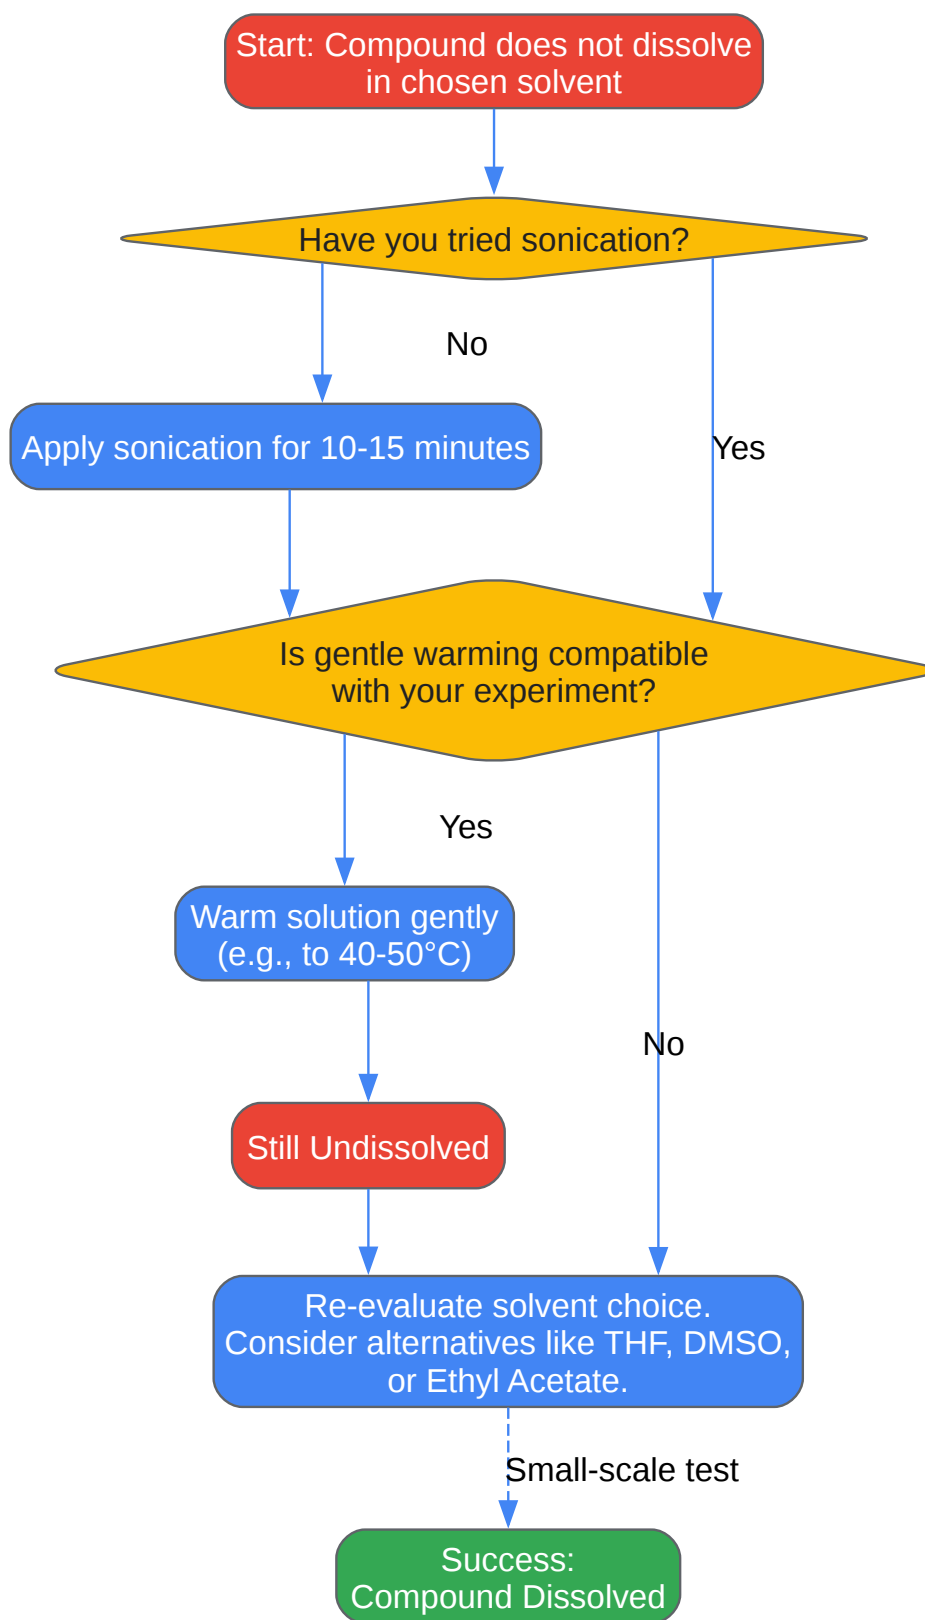 Start: Compound does not dissolve
in chosen solvent
Have you tried sonication?
No
Apply sonication for 10-15 minutes
Yes
Is gentle warming compatible
with your experiment?
Yes
Warm solution gently
(e.g., to 40-50°C)
No
Still Undissolved
Re-evaluate solvent choice.
Consider alternatives like THF, DMSO,
or Ethyl Acetate.
Small-scale test
Success:
Compound Dissolved